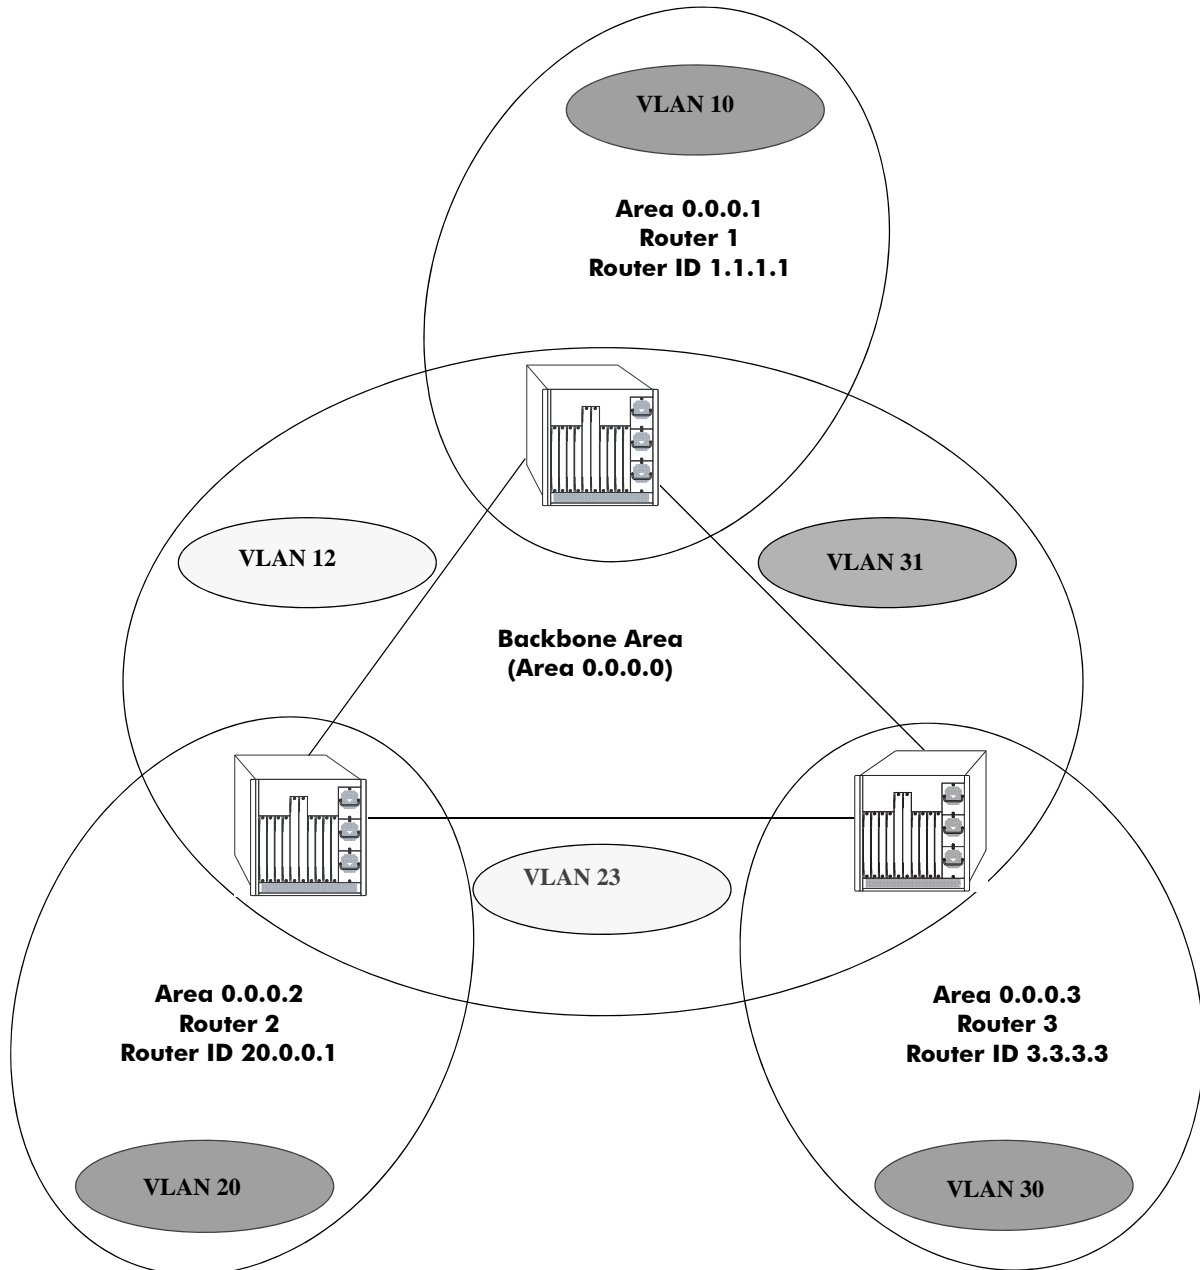 VLAN 10
Area 0.0.0.1
Router 1
Router ID 1.1.1.1
VLAN 12
VLAN 31
Backbone Area
(Area 0.0.0.0)
VLAN 23
Area 0.0.0.2
Router 2
Router ID 20.0.0.1
Area 0.0.0.3
Router 3
Router ID 3.3.3.3
VLAN 20
VLAN 30